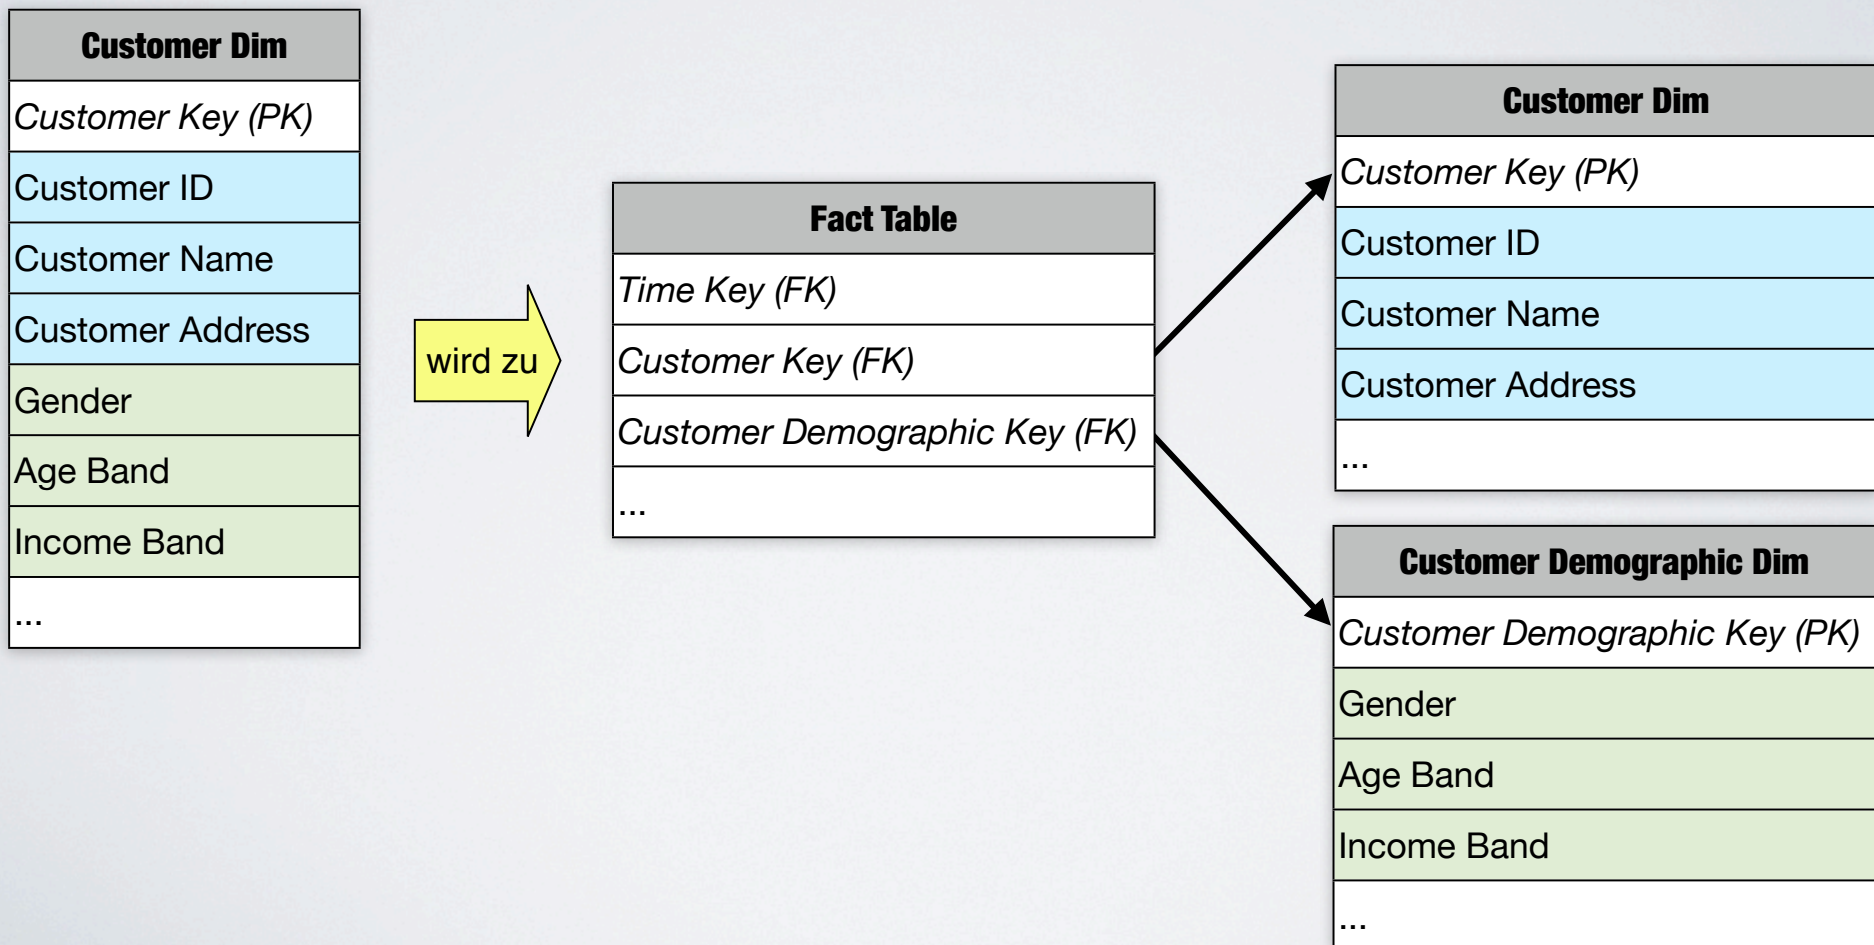 Customer Dim
Customer Key (PK)
Customer ID
Customer Name
Customer Address
Gender
Age Band
Income Band
...
wird zu
Fact Table
Time Key (FK)
Customer Key (FK)
Customer Demographic Key (FK)
...
Customer Dim
Customer Key (PK)
Customer ID
Customer Name
Customer Address
...
Customer Demographic Dim
Customer Demographic Key (PK)
Gender
Age Band
Income Band
...